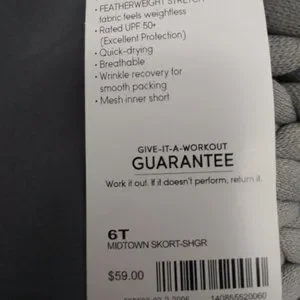 • FEATHERWEIGHT STRETCH
fabric feels weightless
• Rated UPF 50+
(Excellent Protection)
• Quick-drying
• Breathable
• Wrinkle recovery for
smooth packing
• Mesh inner short
GIVE-IT-A-WORKOUT
GUARANTEE
Work it out. If it doesn't perform, return it.
6T
MIDTOWN SKORT-SHGR
$59.00